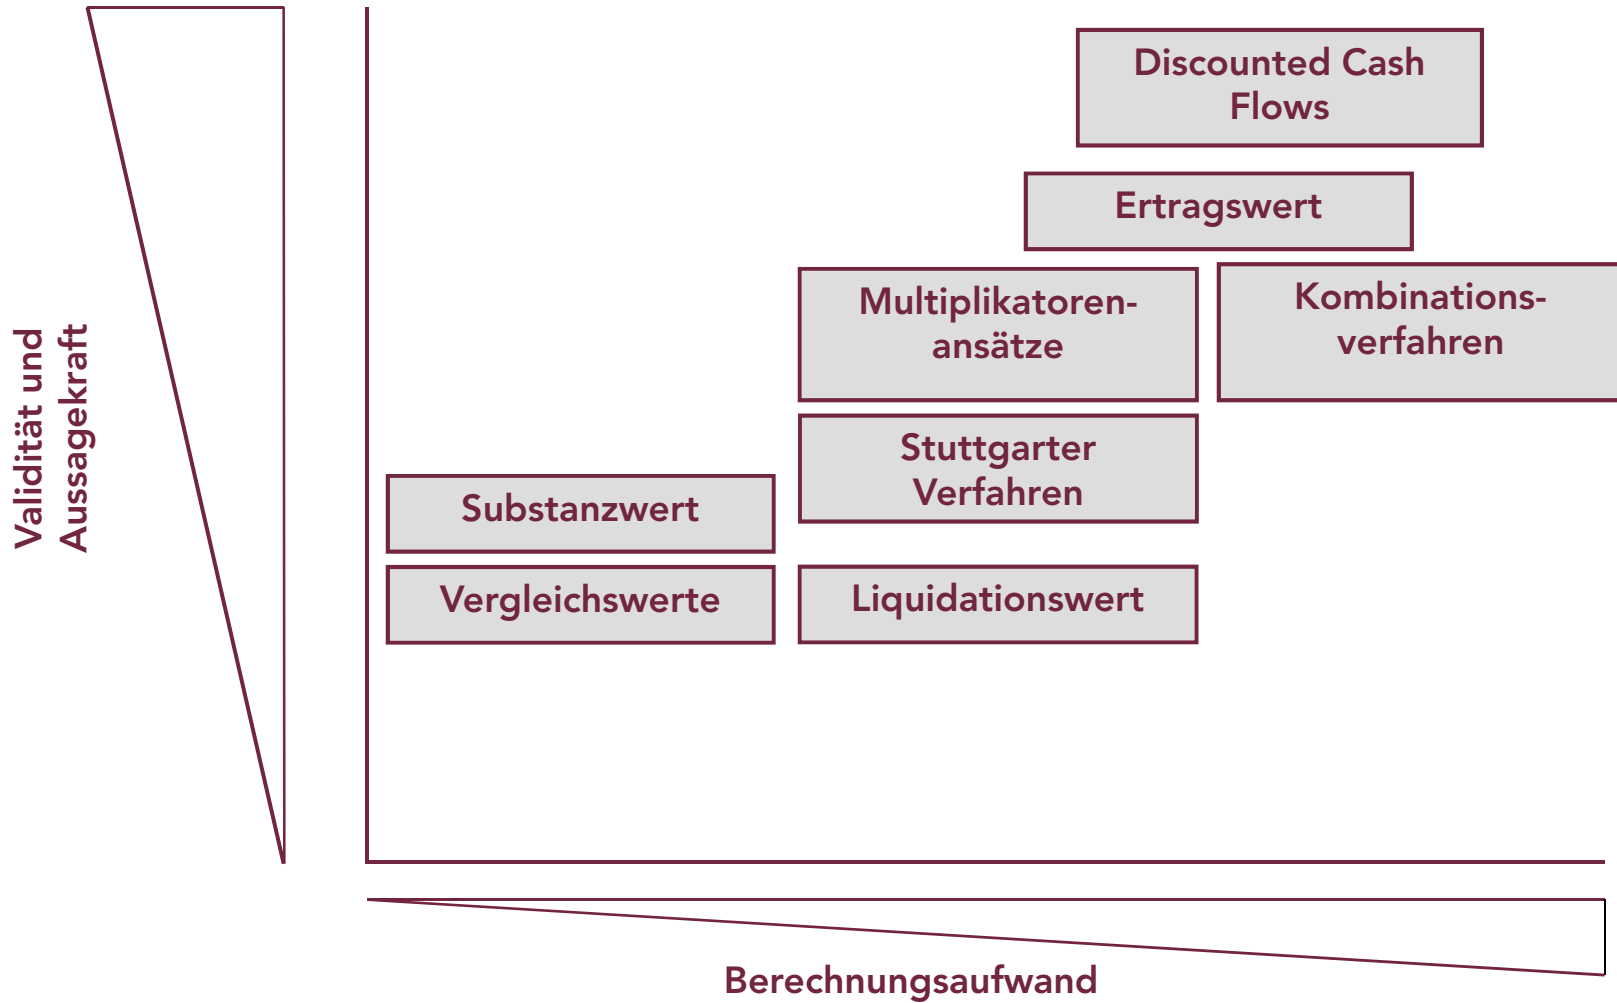 Discounted Cash
Flows
Ertragswert
Multiplikatoren-
ansätze
Kombinations-
verfahren
Stuttgarter
Verfahren
Substanzwert
Vergleichswerte
Liquidationswert
Validität und
Aussagekraft
Berechnungsaufwand